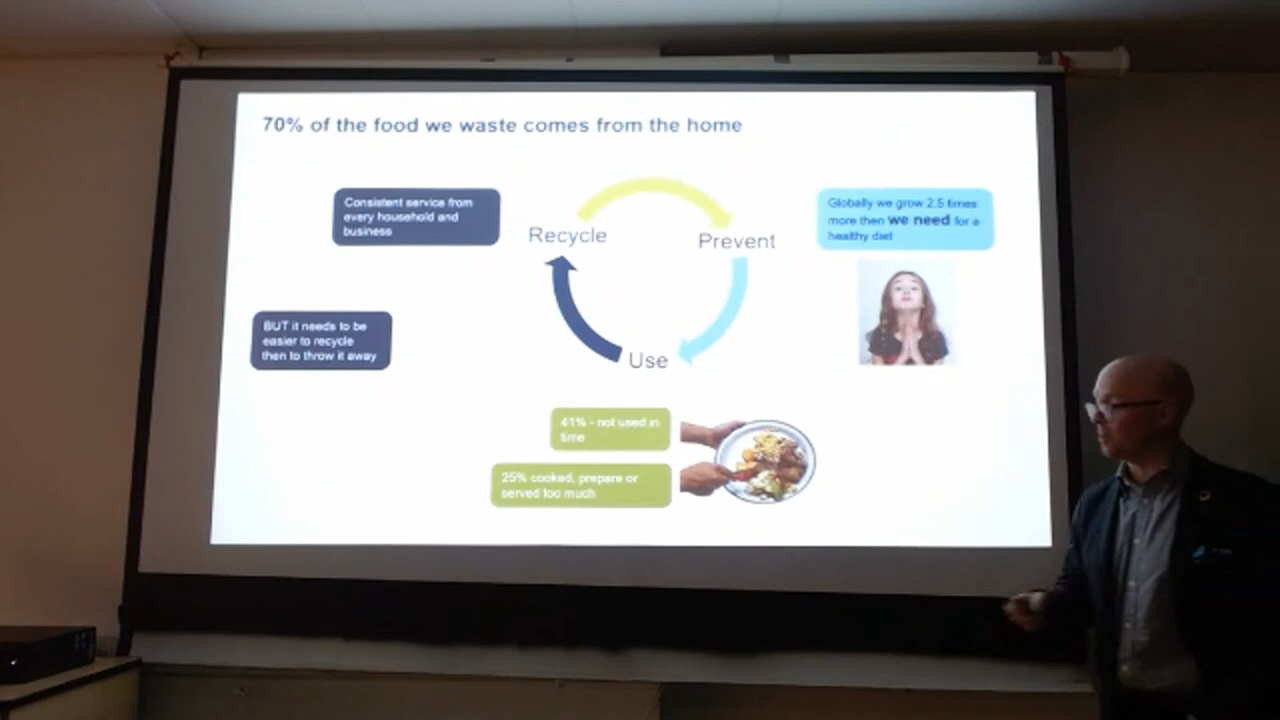 70% of the food we waste comes from the home
Consistent service from
every household and
business
Recycle
Prevent
Globally we grow 2.5 times
more then we need for a
healthy diet
BUT it needs to be
easier to recycle
then to throw it away
Use
41% - not used in
time
25% cooked, prepare or
served too much